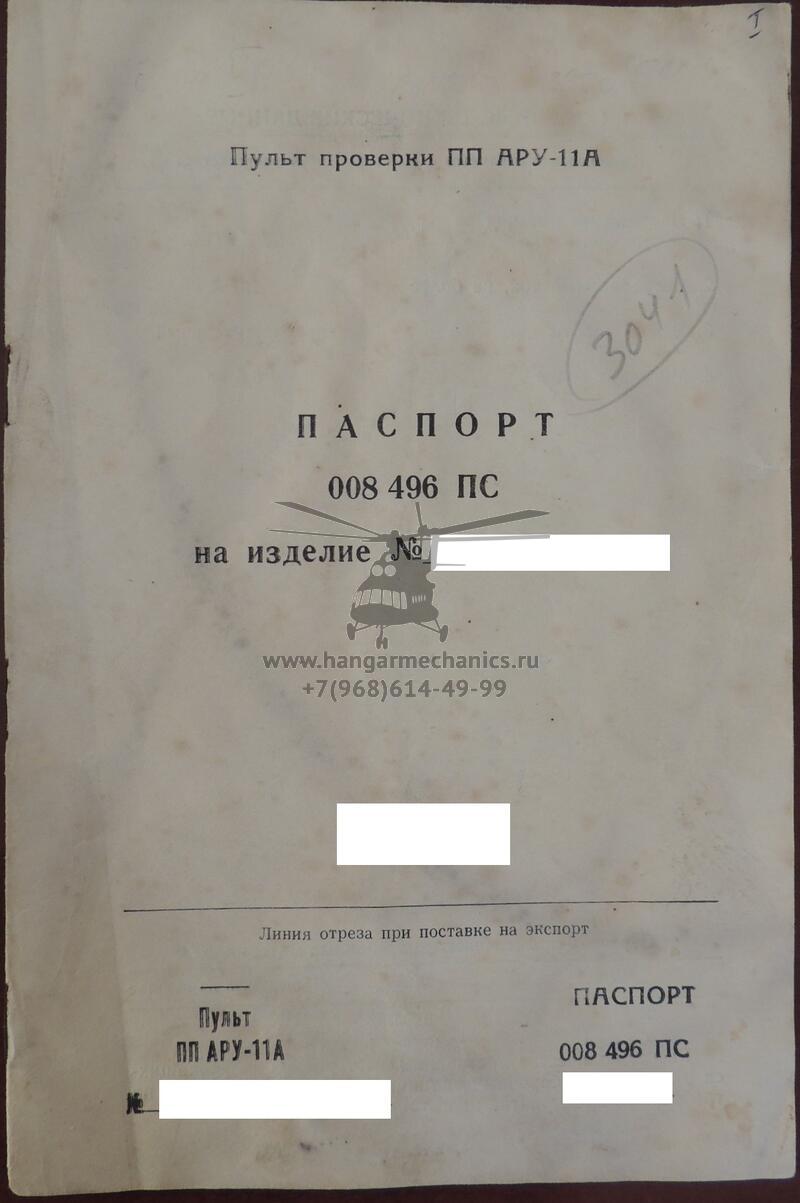 I
Пульт проверки ПП АРУ-11А
3041
ПАСПОРТ
008 496 ПС
на изделие №
www.hangarmechanics.ru
+7(968)614-49-99
Линия отреза при поставке на экспорт
Пульт
ПП АРУ-11А
№
ПАСПОРТ
008 496 ПС